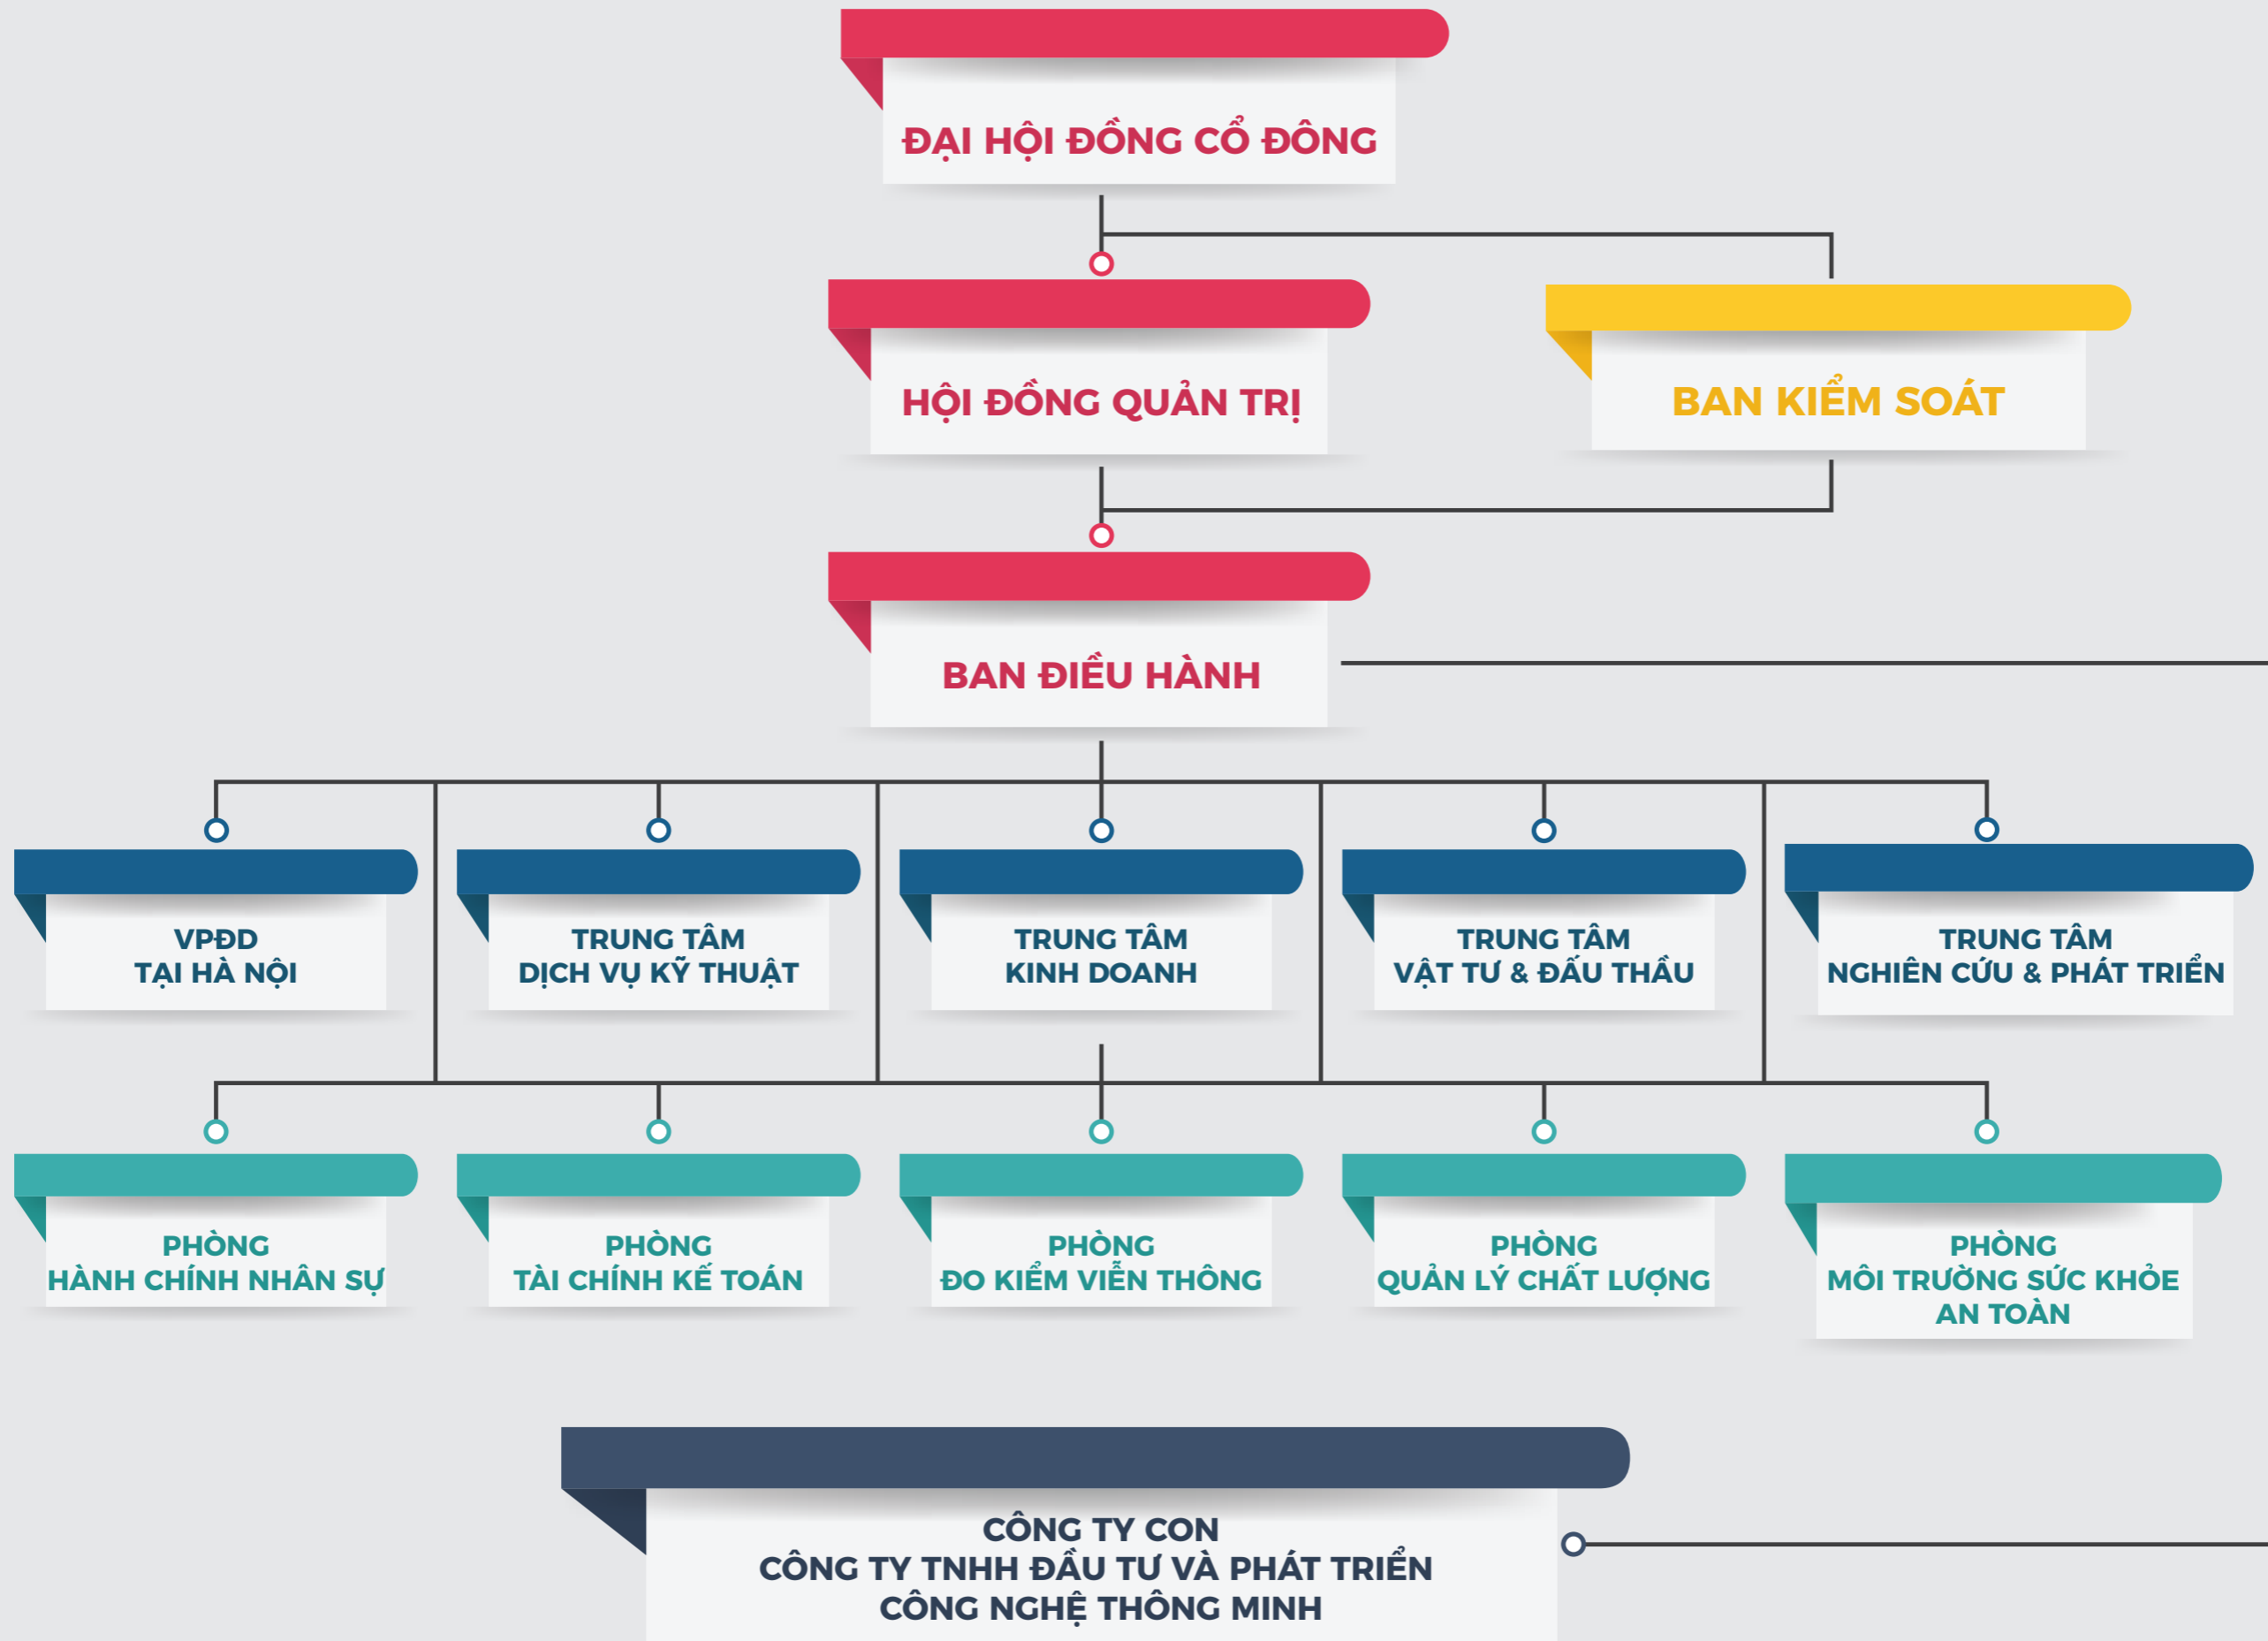 ĐẠI HỘI ĐỒNG CỔ ĐÔNG
HỘI ĐỒNG QUẢN TRỊ
BAN KIỂM SOÁT
BAN ĐIỀU HÀNH
VPĐD
TẠI HÀ NỘI
TRUNG TÂM
DỊCH VỤ KỸ THUẬT
TRUNG TÂM
KINH DOANH
TRUNG TÂM
VẬT TƯ & ĐẤU THẦU
TRUNG TÂM
NGHIÊN CỨU & PHÁT TRIỂN
PHÒNG
HÀNH CHÍNH NHÂN SỰ
PHÒNG
TÀI CHÍNH KẾ TOÁN
PHÒNG
ĐO KIỂM VIỄN THÔNG
PHÒNG
QUẢN LÝ CHẤT LƯỢNG
PHÒNG
MÔI TRƯỜNG SỨC KHỎE
AN TOÀN
CÔNG TY CON
CÔNG TY TNHH ĐẦU TƯ VÀ PHÁT TRIỂN
CÔNG NGHỆ THÔNG MINH